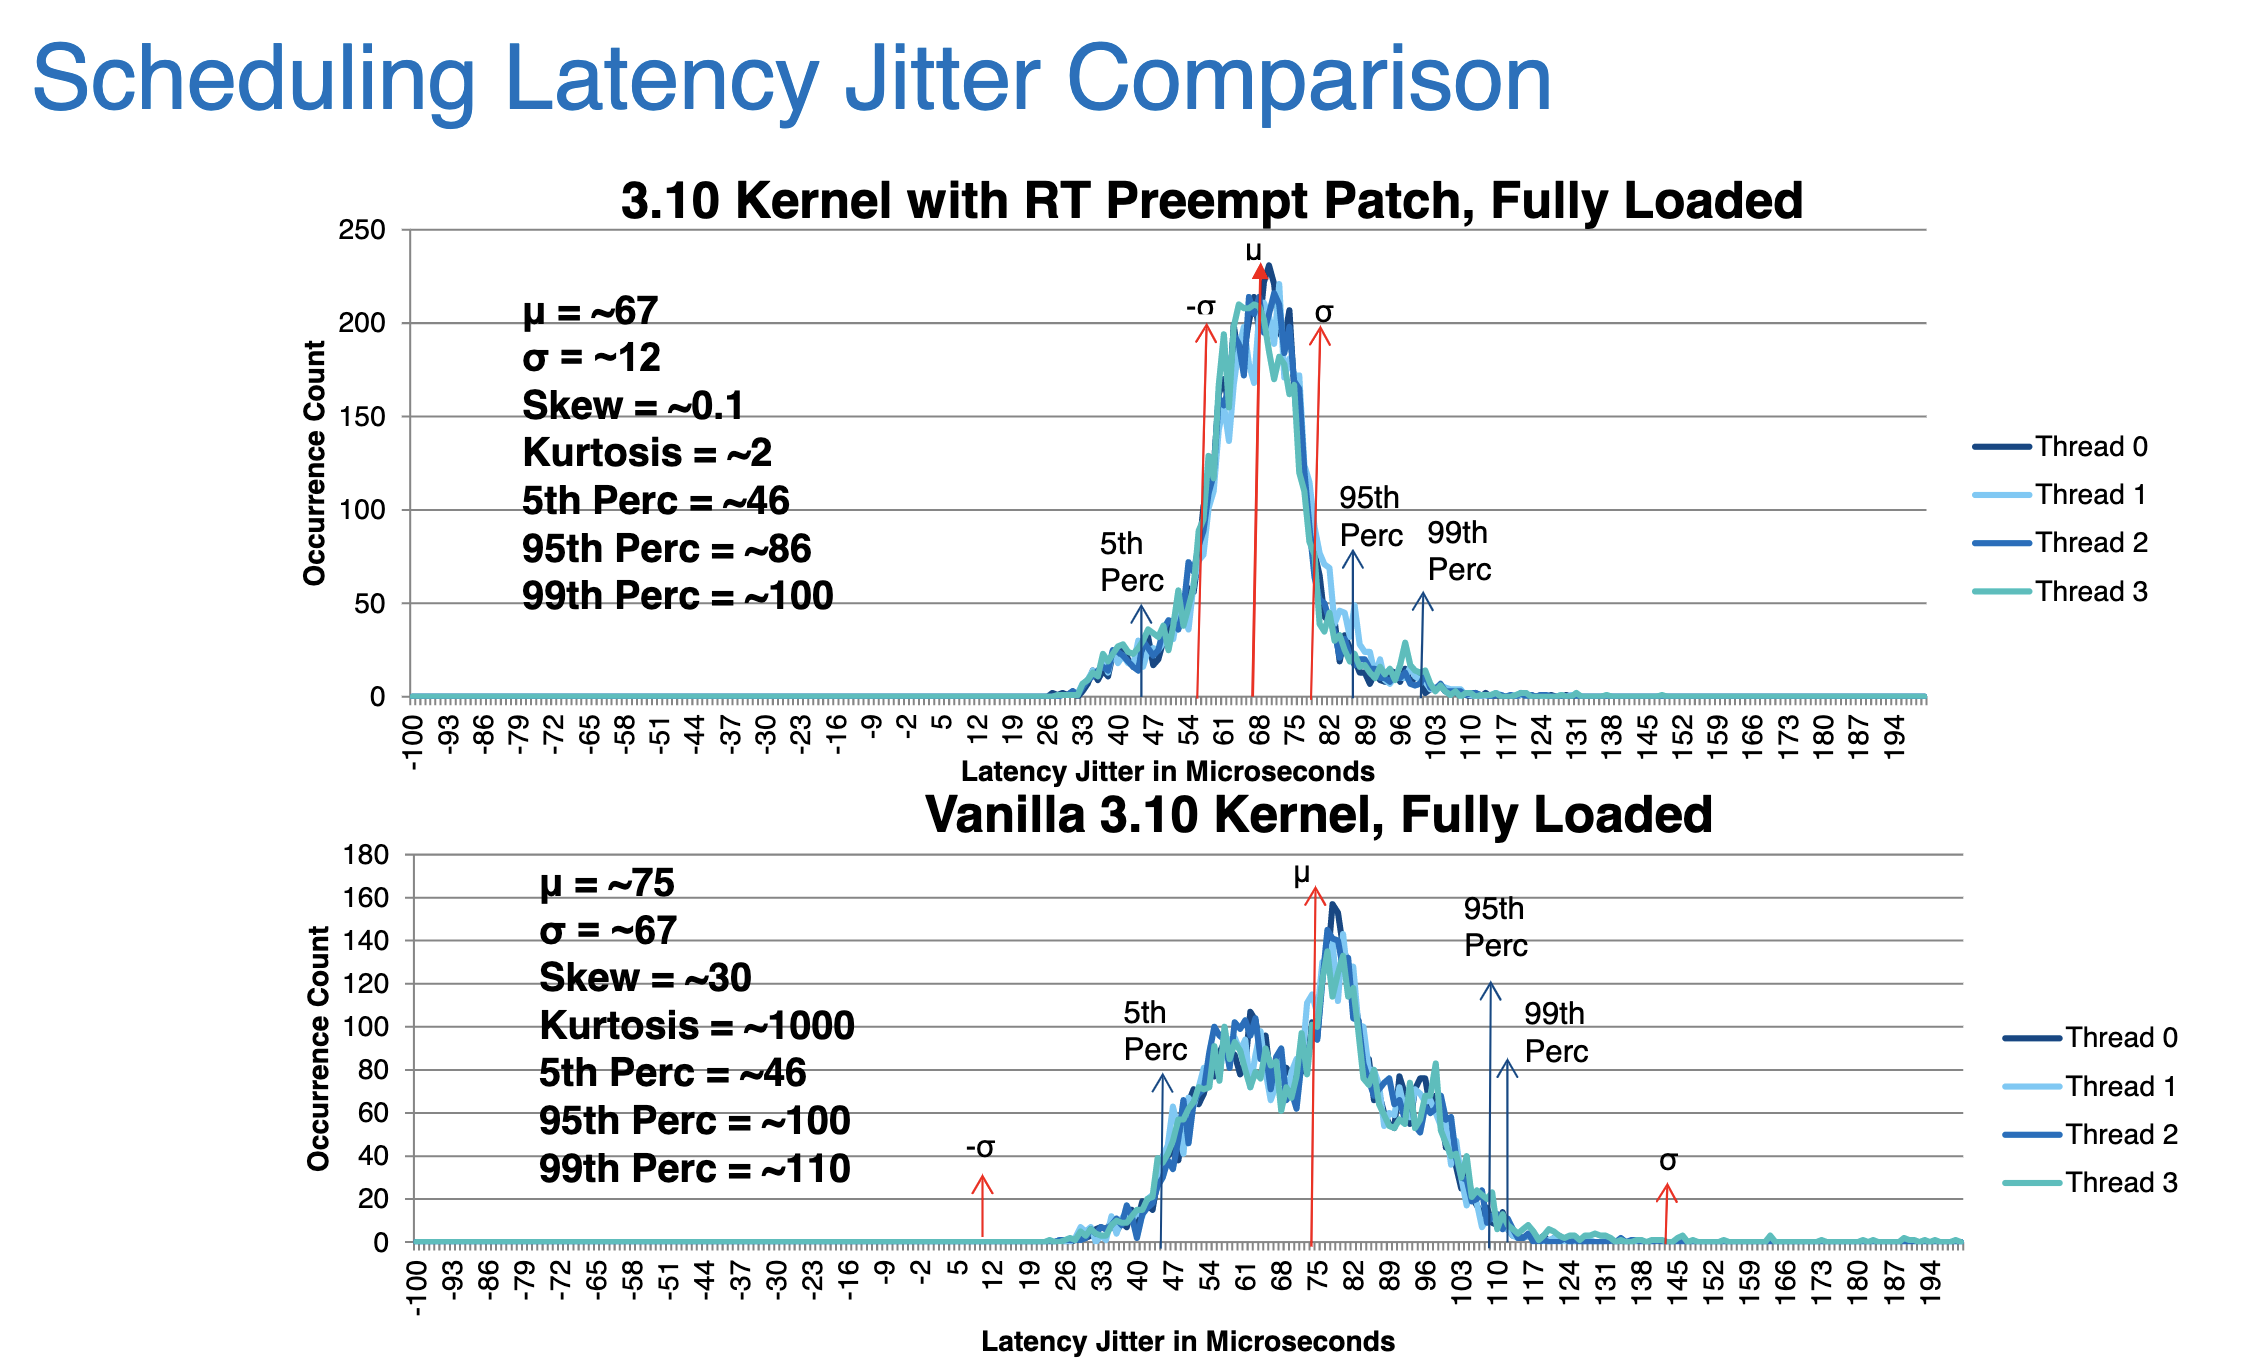 Scheduling Latency Jitter Comparison
3.10 Kernel with RT Preempt Patch, Fully Loaded
250
200
150
100
50
0
Occurrence Count
μ = ~67
σ = ~12
Skew = ~0.1
Kurtosis = ~2
5th Perc = ~46
95th Perc = ~86
99th Perc = ~100
μ
-σ
σ
5th
Perc
95th
Perc
99th
Perc
Thread 0
Thread 1
Thread 2
Thread 3
-100 -93 -86 -79 -72 -65 -58 -51 -44 -37 -30 -23 -16 -9 -2 5 12 19 26 33 40 47 54 61 68 75 82 89 96 103 110 117 124 131 138 145 152 159 166 173 180 187 194
Latency Jitter in Microseconds
Vanilla 3.10 Kernel, Fully Loaded
180
160
140
120
100
80
60
40
20
0
Occurrence Count
μ = ~75
σ = ~67
Skew = ~30
Kurtosis = ~1000
5th Perc = ~46
95th Perc = ~100
99th Perc = ~110
μ
-σ
σ
5th
Perc
95th
Perc
99th
Perc
Thread 0
Thread 1
Thread 2
Thread 3
-100 -93 -86 -79 -72 -65 -58 -51 -44 -37 -30 -23 -16 -9 -2 5 12 19 26 33 40 47 54 61 68 75 82 89 96 103 110 117 124 131 138 145 152 159 166 173 180 187 194
Latency Jitter in Microseconds